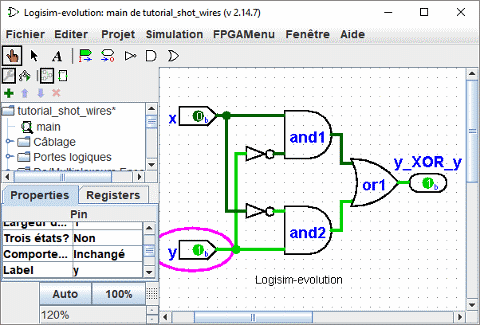 Logisim-evolution: main de tutorial_shot_wires (v 2.14.7)
Fichier Editer Projet Simulation FPGAMenu Fenêtre Aide
A
tutorial_shot_wires*
main
Câblage
Portes logiques
Properties Registers
Pin
Largeur d... 1
Trois états? Non
Comporte... Inchangé
Label y
Auto 100%
120%
x 0 b
and1
y_XOR_y
or1 1 b
and2
y 1 b
Logisim-evolution